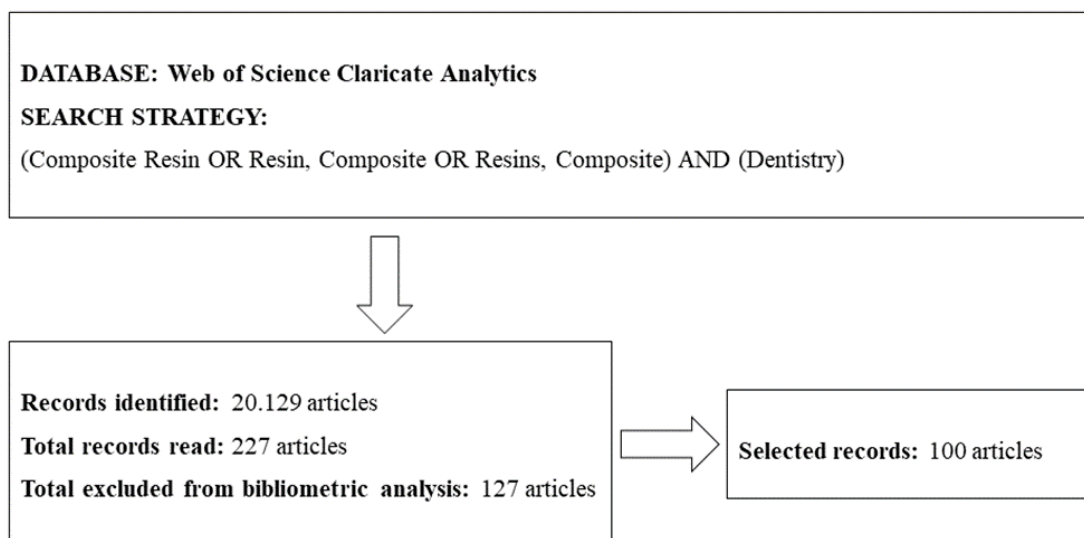 DATABASE: Web of Science Claricate Analytics
SEARCH STRATEGY:
(Composite Resin OR Resin, Composite OR Resins, Composite) AND (Dentistry)
Records identified: 20.129 articles
Total records read: 227 articles
Total excluded from bibliometric analysis: 127 articles
Selected records: 100 articles